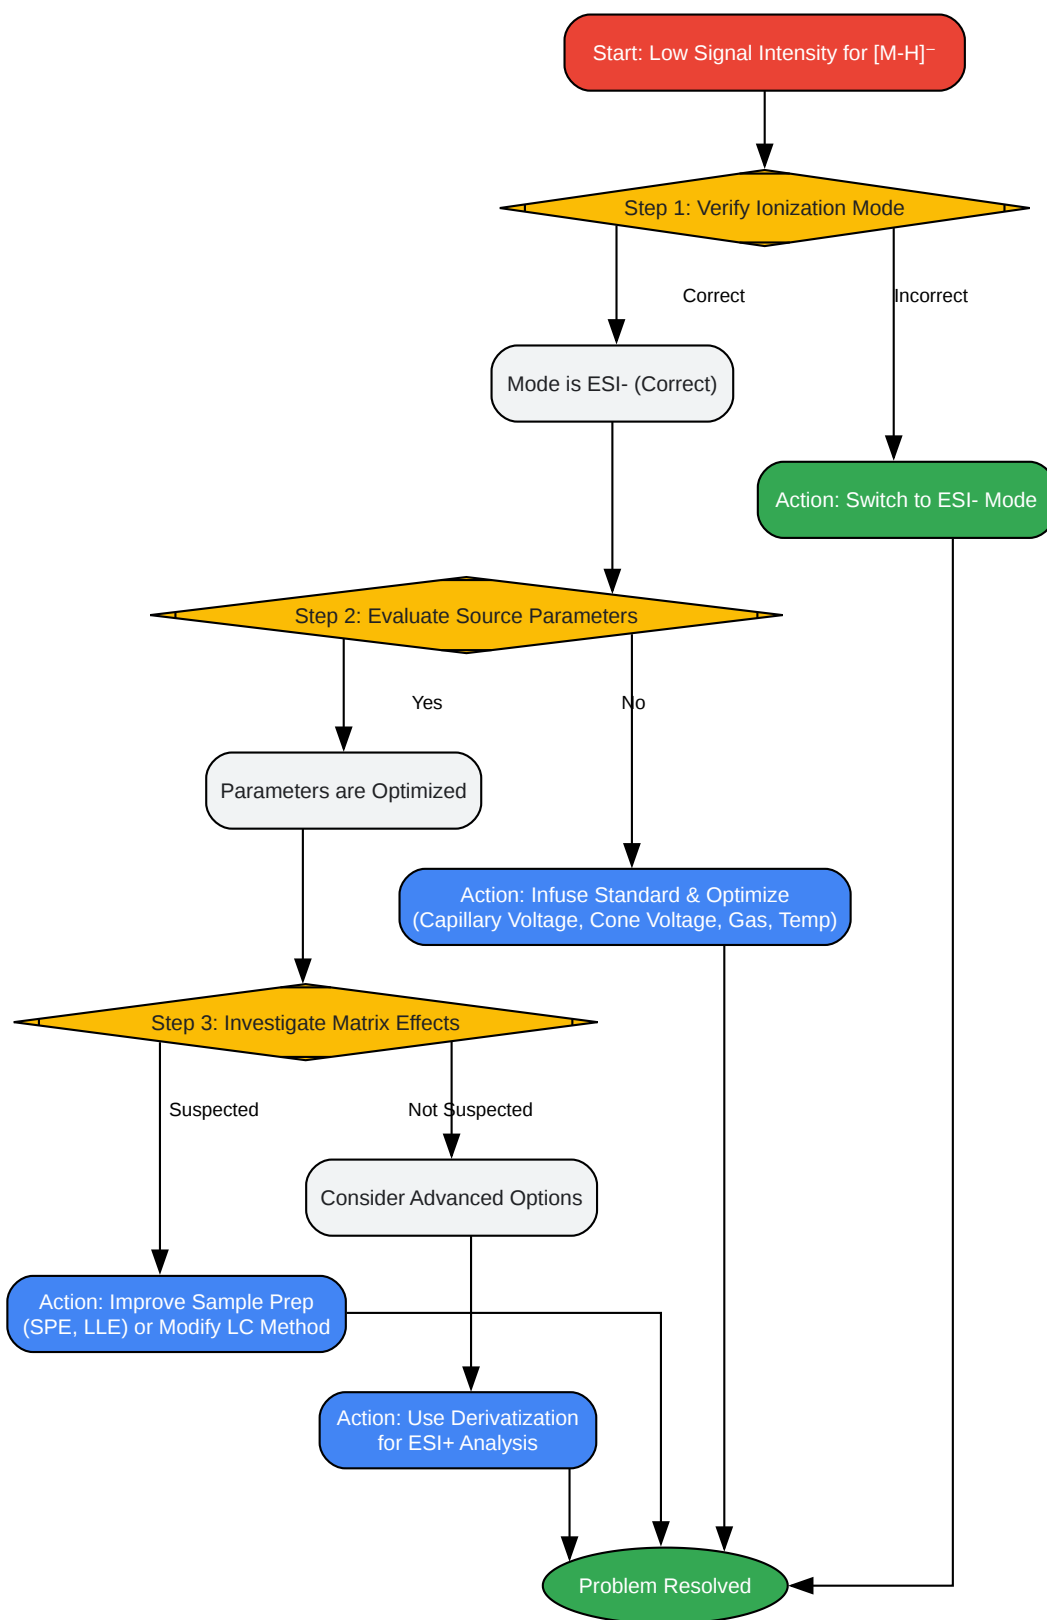 Start: Low Signal Intensity for [M-H]⁻
Step 1: Verify Ionization Mode
Correct
Incorrect
Mode is ESI- (Correct)
Action: Switch to ESI- Mode
Step 2: Evaluate Source Parameters
Yes
No
Parameters are Optimized
Action: Infuse Standard & Optimize
(Capillary Voltage, Cone Voltage, Gas, Temp)
Step 3: Investigate Matrix Effects
Suspected
Not Suspected
Consider Advanced Options
Action: Improve Sample Prep
(SPE, LLE) or Modify LC Method
Action: Use Derivatization
for ESI+ Analysis
Problem Resolved